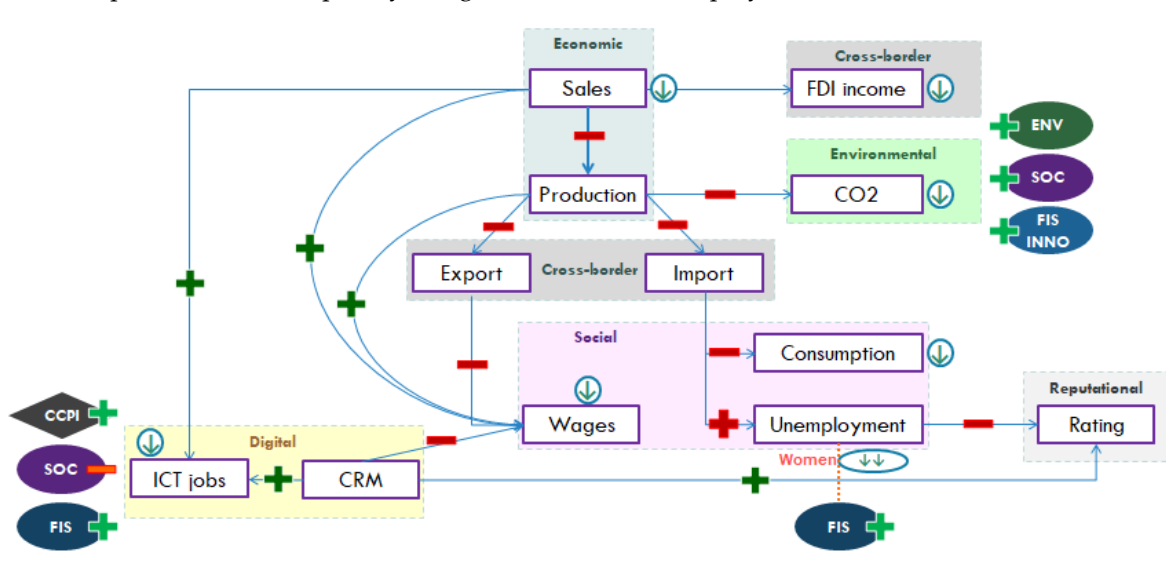 Economic
Sales
Cross-border
FDI income
ENV
Environmental
Production
CO2
SOC
FIS
INNO
Export
Cross-border
Import
Social
Consumption
Reputational
CCPI
Wages
Unemployment
Rating
Digital
SOC
ICT jobs
CRM
Women
FIS
FIS